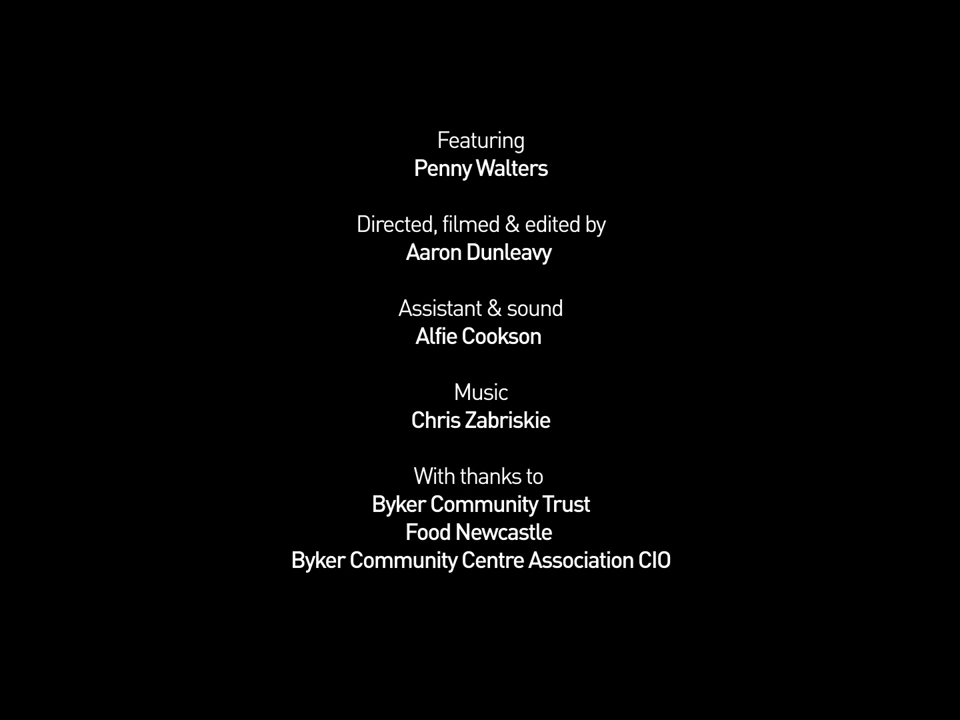 Featuring
Penny Walters
Directed, filmed & edited by
Aaron Dunleavy
Assistant & sound
Alfie Cookson
Music
Chris Zabriskie
With thanks to
Byker Community Trust
Food Newcastle
Byker Community Centre Association CIO